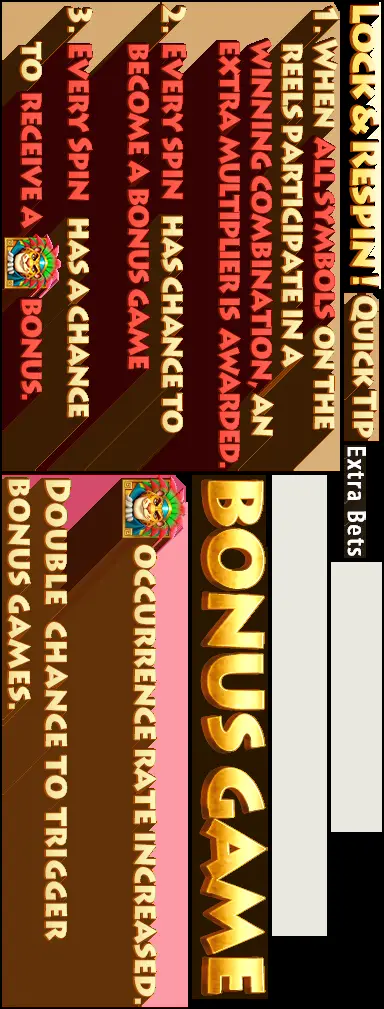 LOCK & RESPIN! QUICK TIP
1. WHEN ALL SYMBOLS ON THE
REELS PARTICIPATE IN A
WINNING COMBINATION, AN
EXTRA MULTIPLIER IS AWARDED.
2. EVERY SPIN HAS CHANCE TO
BECOME A BONUS GAME
3. EVERY SPIN HAS A CHANCE
TO RECEIVE A BONUS.
Extra Bets
BONUS GAME
OCCURRENCE RATE INCREASED.
DOUBLE CHANCE TO TRIGGER
BONUS GAMES.